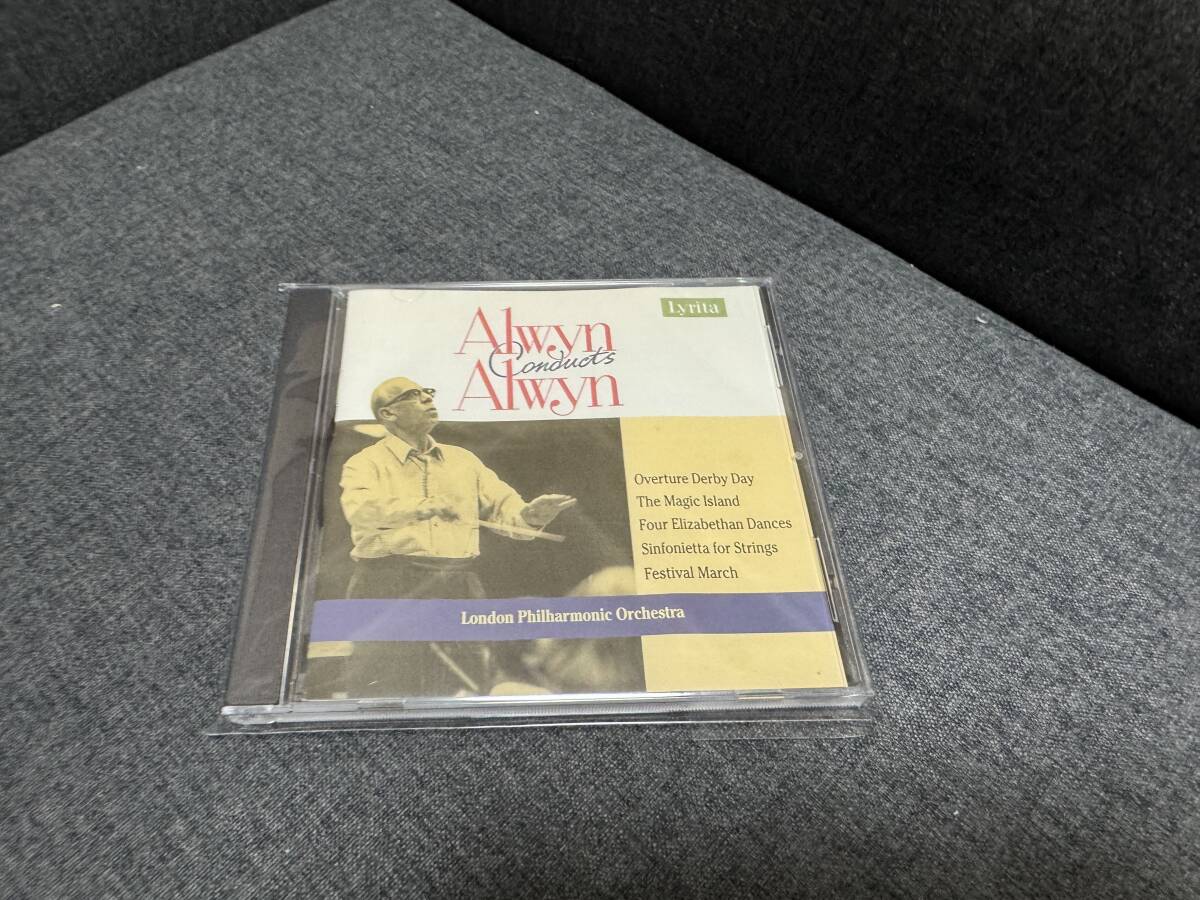 Lyrita
Alwyn
Conducts
Alwyn
Overture Derby Day
The Magic Island
Four Elizabethan Dances
Sinfonietta for Strings
Festival March
London Philharmonic Orchestra